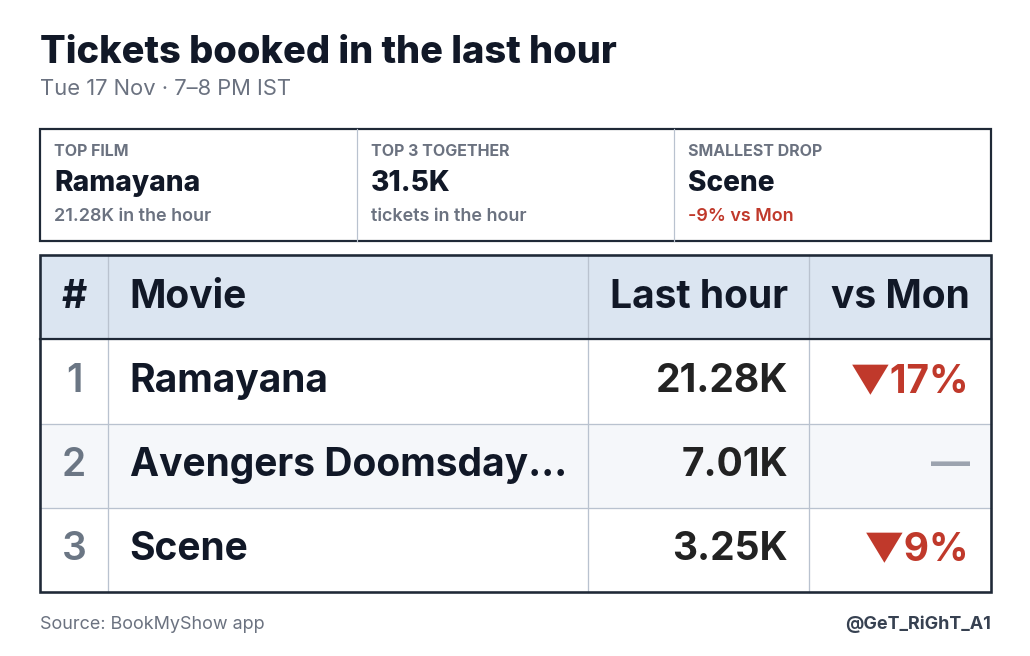 Tickets booked in the last hour
Tue 17 Nov · 7–8 PM IST
TOP FILM
Ramayana
21.28K in the hour
TOP 3 TOGETHER
31.5K
tickets in the hour
SMALLEST DROP
Scene
-9% vs Mon
# Movie Last hour vs Mon
1 Ramayana 21.28K ▼17%
2 Avengers Doomsday... 7.01K —
3 Scene 3.25K ▼9%
Source: BookMyShow app @GeT_RiGhT_A1